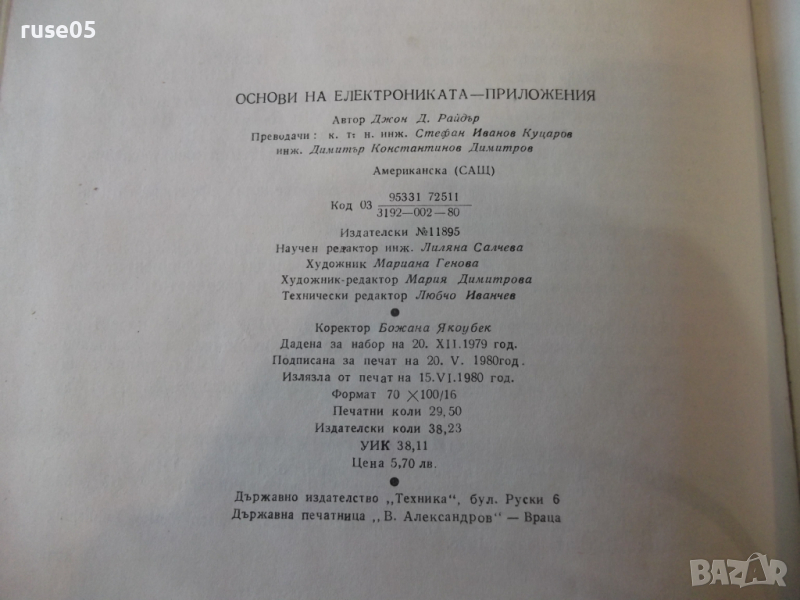 ruse05
ОСНОВИ НА ЕЛЕКТРОНИКАТА—ПРИЛОЖЕНИЯ
Автор Джон Д. Райдър
Преводачи: к. т. н. инж. Стефан Иванов Куцаров
инж. Димитър Константинов Димитров
Американска (САЩ)
Код 03 95331 72511
3192—002—80
Издателски №11895
Научен редактор инж. Лиляна Салчева
Художник Мариана Генова
Художник-редактор Мария Димитрова
Технически редактор Любчо Иванчев
Коректор Божана Якоубек
Дадена за набор на 20. XII.1979 год.
Подписана за печат на 20. V. 1980год.
Излязла от печат на 15.VI.1980 год.
Формат 70 ×100/16
Печатни коли 29,50
Издателски коли 38,23
УИК 38,11
Цена 5,70 лв.
Държавно издателство „Техника“, бул. Руски 6
Държавна печатница „В. Александров“ — Враца
BAZAR